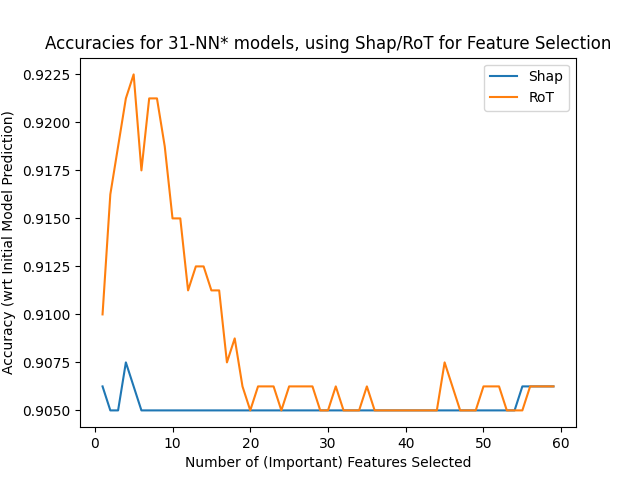 Accuracies for 31-NN* models, using Shap/RoT for Feature Selection
Shap
RoT
Accuracy (wrt Initial Model Prediction)
0.9225
0.9200
0.9175
0.9150
0.9125
0.9100
0.9075
0.9050
0 10 20 30 40 50 60
Number of (Important) Features Selected